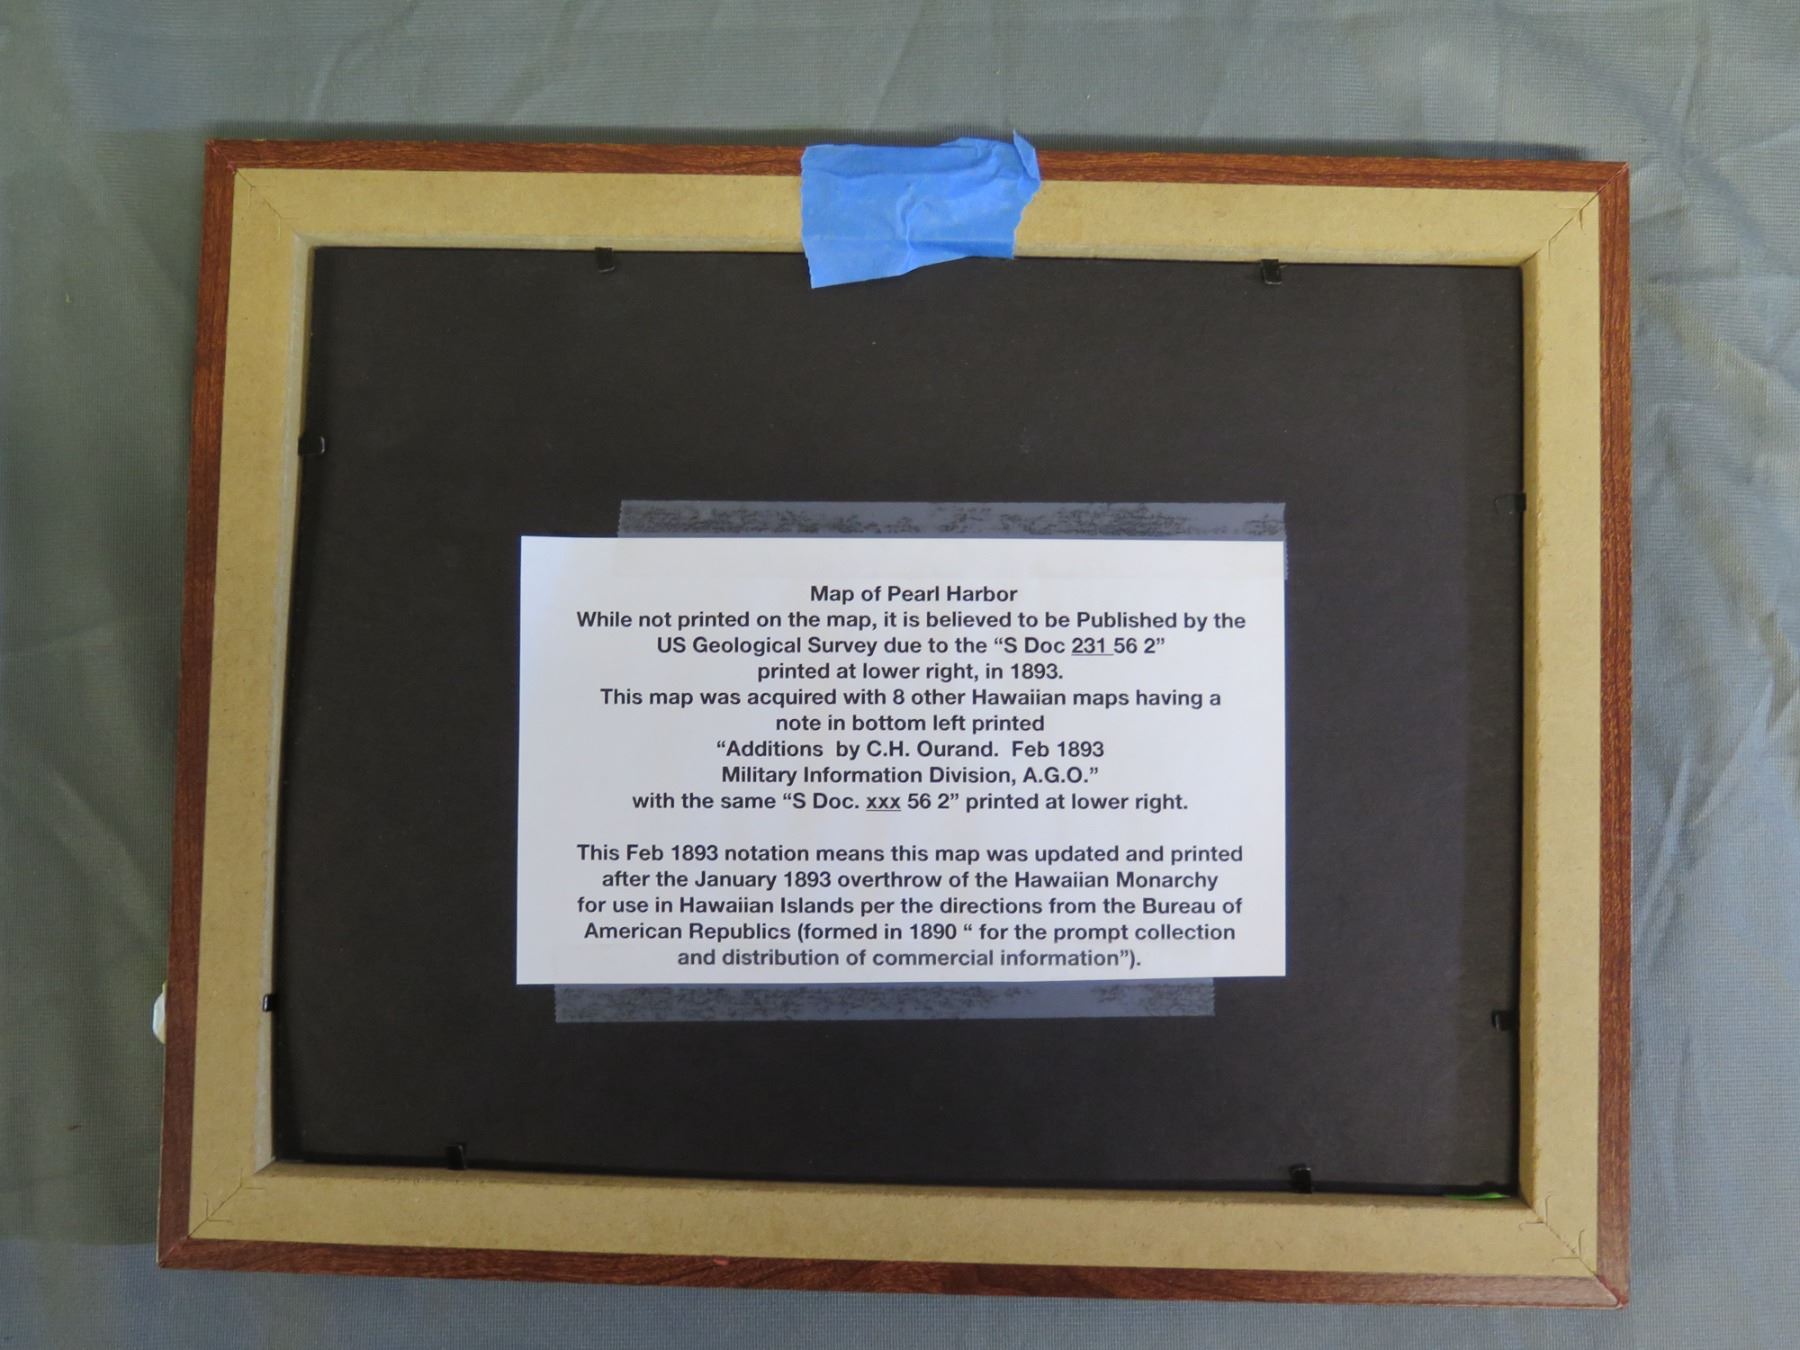 Map of Pearl Harbor
While not printed on the map, it is believed to be Published by the
US Geological Survey due to the “S Doc 231 56 2”
printed at lower right, in 1893.
This map was acquired with 8 other Hawaiian maps having a
note in bottom left printed
“Additions by C.H. Ourand. Feb 1893
Military Information Division, A.G.O.”
with the same “S Doc. xxx 56 2” printed at lower right.
This Feb 1893 notation means this map was updated and printed
after the January 1893 overthrow of the Hawaiian Monarchy
for use in Hawaiian Islands per the directions from the Bureau of
American Republics (formed in 1890 “ for the prompt collection
and distribution of commercial information”).